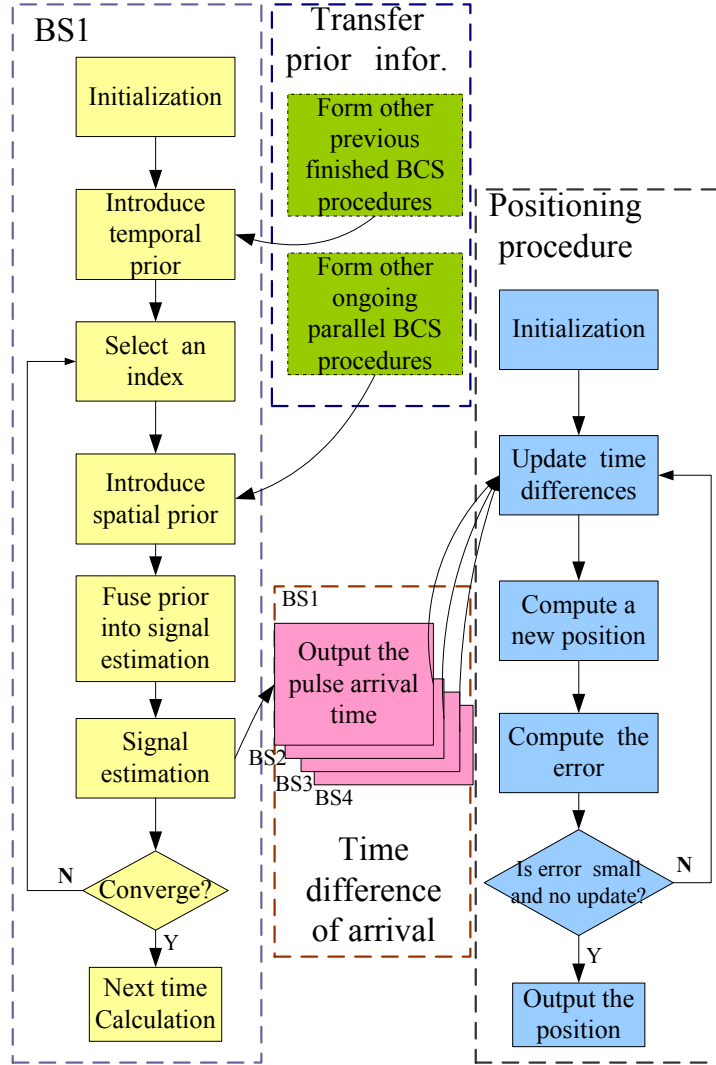 BS1
Initialization
Introduce
temporal
prior
Select an
index
Introduce
spatial prior
Fuse prior
into signal
estimation
Signal
estimation
N
Converge?
Y
Next time
Calculation
Transfer
prior infor.
Form other
previous
finished BCS
procedures
Form other
ongoing
parallel BCS
procedures
BS1
Output the
pulse arrival
time
BS2
BS3
BS4
Time
difference
of arrival
Positioning
procedure
Initialization
Update time
differences
Compute a
new position
Compute the
error
Is error small
and no update?
N
Y
Output the
position